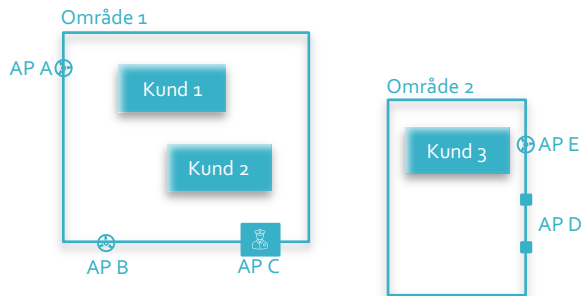 Område 1
AP A
Kund 1
Kund 2
AP B
AP C
Område 2
Kund 3
AP E
AP D